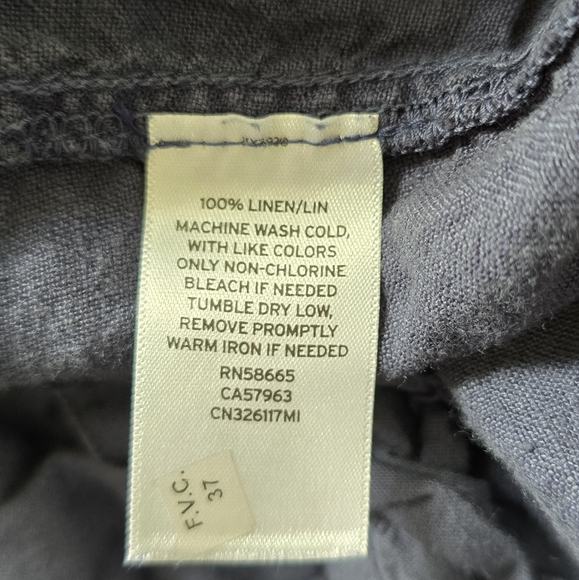 100% LINEN/LIN
MACHINE WASH COLD,
WITH LIKE COLORS
ONLY NON-CHLORINE
BLEACH IF NEEDED
TUMBLE DRY LOW,
REMOVE PROMPTLY
WARM IRON IF NEEDED
RN58665
CA57963
CN326117MI
F.V.C.
37